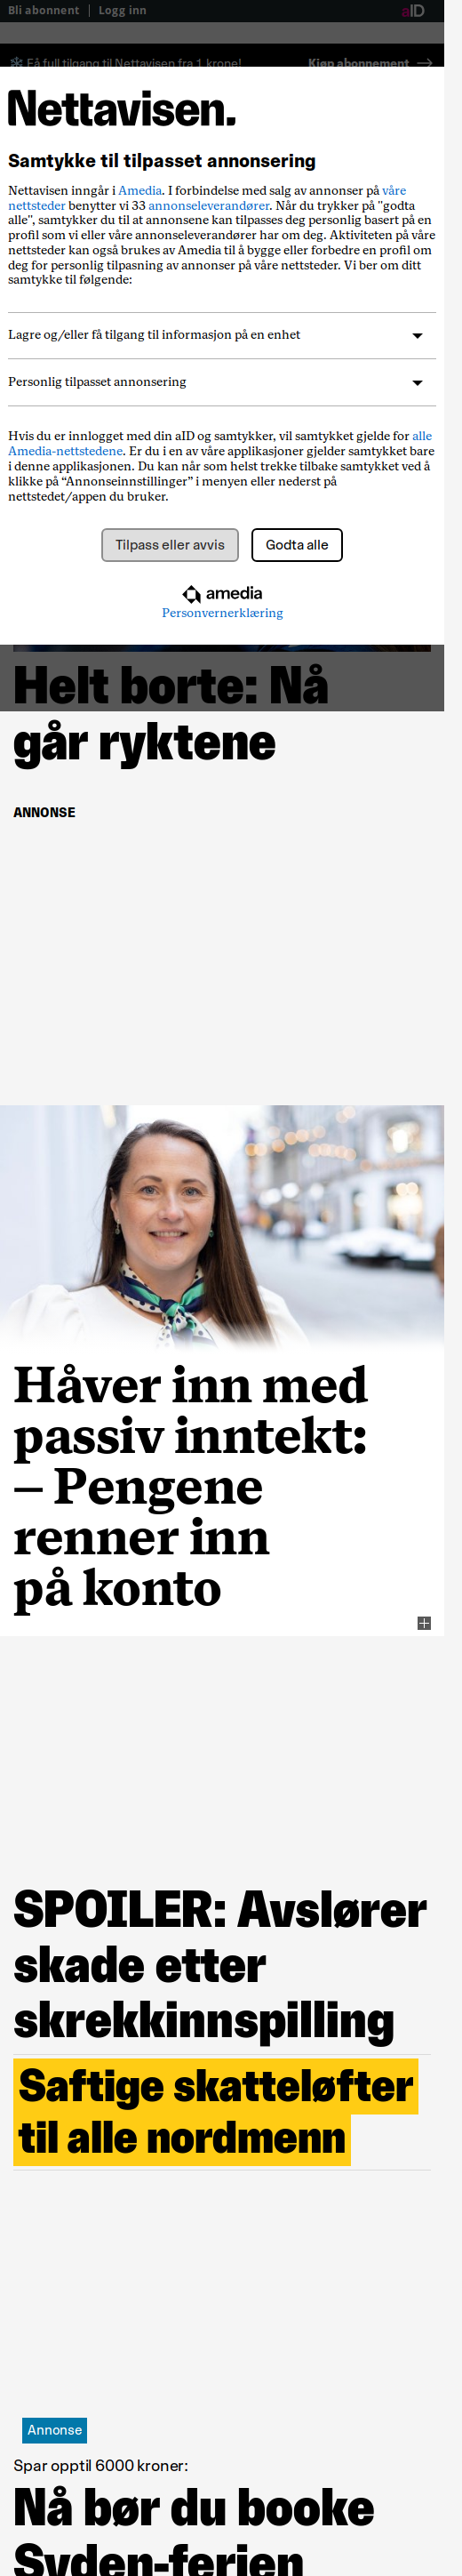 Bli abonnent | Logg inn aID
Få full tilgang til Nettavisen fra 1 krone! Kjøp abonnement →
Nettavisen.
Samtykke til tilpasset annonsering
Nettavisen inngår i Amedia. I forbindelse med salg av annonser på våre
nettsteder benytter vi 33 annonseleverandører. Når du trykker på "godta
alle", samtykker du til at annonsene kan tilpasses deg personlig basert på en
profil som vi eller våre annonseleverandører har om deg. Aktiviteten på våre
nettsteder kan også brukes av Amedia til å bygge eller forbedre en profil om
deg for personlig tilpasning av annonser på våre nettsteder. Vi ber om ditt
samtykke til følgende:
Lagre og/eller få tilgang til informasjon på en enhet
Personlig tilpasset annonsering
Hvis du er innlogget med din aID og samtykker, vil samtykket gjelde for alle
Amedia-nettstedene. Er du i en av våre applikasjoner gjelder samtykket bare
i denne applikasjonen. Du kan når som helst trekke tilbake samtykket ved å
klikke på “Annonseinnstillinger” i menyen eller nederst på
nettstedet/appen du bruker.
Tilpass eller avvis Godta alle
amedia
Personvernerklæring
Helt borte: Nå
går ryktene
ANNONSE
Håver inn med
passiv inntekt:
– Pengene
renner inn
på konto
SPOILER: Avslører
skade etter
skrekkinnspilling
Saftige skatteløfter
til alle nordmenn
Annonse
Spar opptil 6000 kroner:
Nå bør du booke
Syden-ferien